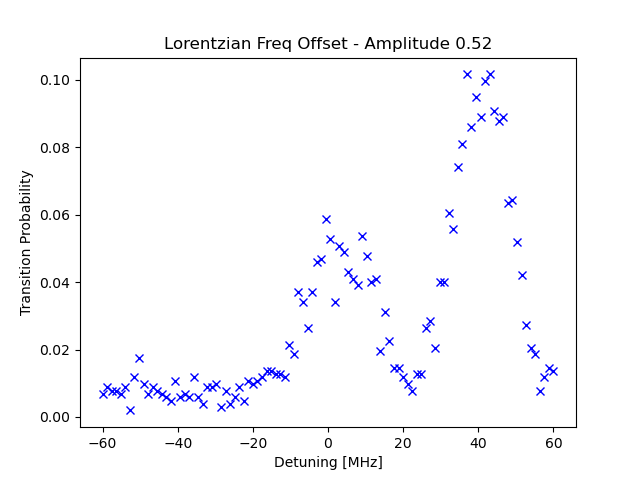 Lorentzian Freq Offset - Amplitude 0.52
Transition Probability
0.10
0.08
0.06
0.04
0.02
0.00
−60 −40 −20 0 20 40 60
Detuning [MHz]